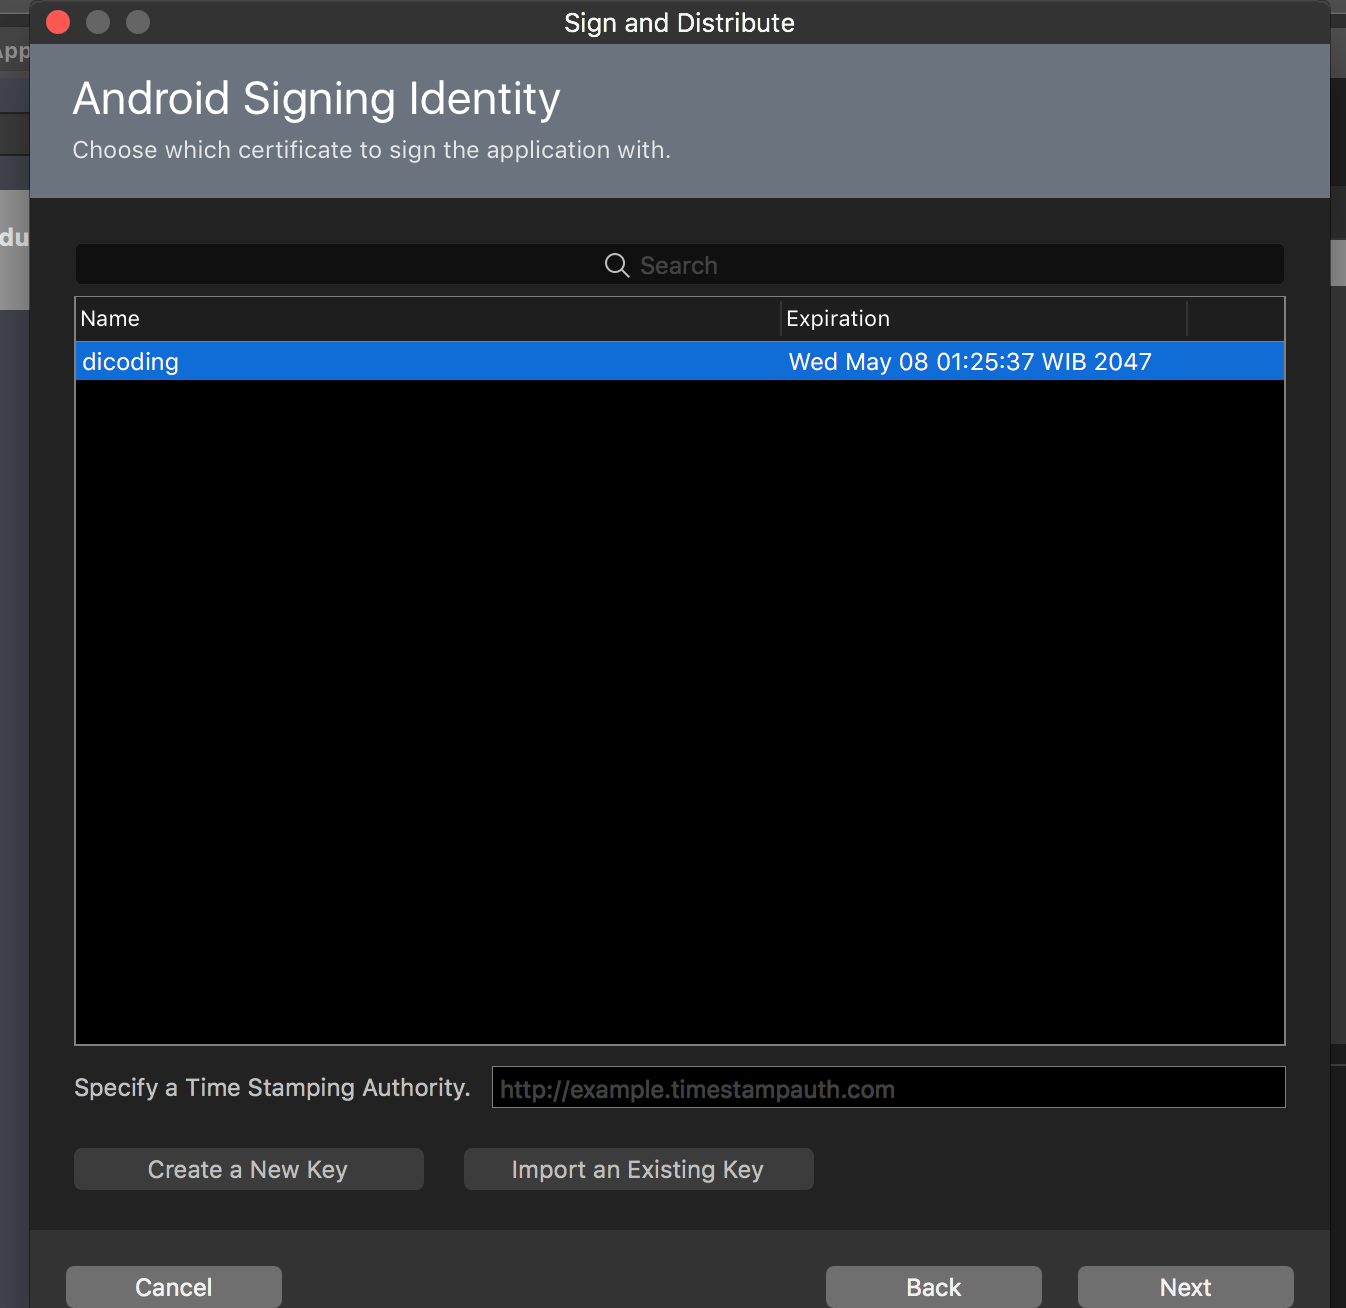 Sign and Distribute
App
Android Signing Identity
Choose which certificate to sign the application with.
du
Search
Name Expiration
dicoding Wed May 08 01:25:37 WIB 2047
Specify a Time Stamping Authority. http://example.timestampauth.com
Create a New Key Import an Existing Key
Cancel Back Next